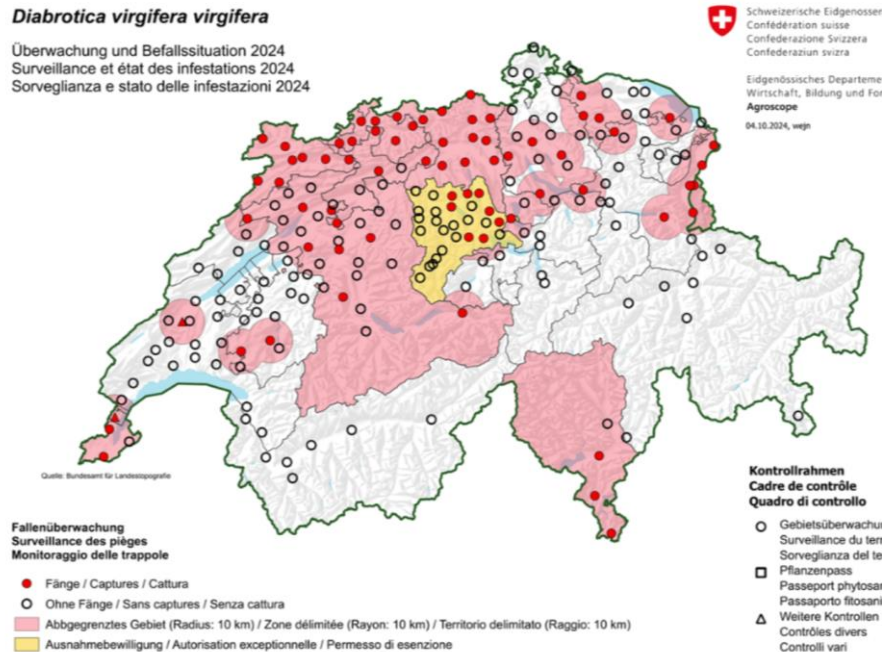 Diabrotica virgifera virgifera
Überwachung und Befallssituation 2024
Surveillance et état des infestations 2024
Sorveglianza e stato delle infestazioni 2024
Schweizerische Eidgenossen
Confédération suisse
Confederazione Svizzera
Confederaziun svizra
Eidgenössisches Departeme
Wirtschaft, Bildung und For
Agroscope
04.10.2024, wejn
Quelle: Bundesamt für Landestopografie
Fallenüberwachung
Surveillance des pièges
Monitoraggio delle trappole
Fänge / Captures / Cattura
Ohne Fänge / Sans captures / Senza cattura
Abbgegrenztes Gebiet (Radius: 10 km) / Zone délimitée (Rayon: 10 km) / Territorio delimitato (Raggio: 10 km)
Ausnahmebewilligung / Autorisation exceptionnelle / Permesso di esenzione
Kontrollrahmen
Cadre de contrôle
Quadro di controllo
Gebietsüberwachu
Surveillance du terr
Sorveglianza del te
Pflanzenpass
Passeport phytosan
Passaporto fitosani
Weitere Kontrollen
Contrôles divers
Controlli vari